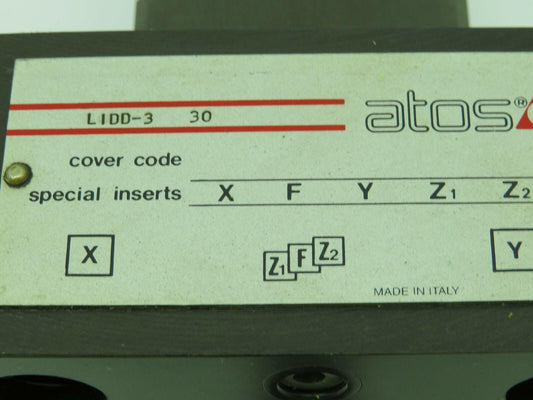 LIDD-3 30
atos®
cover code
special inserts X F Y Z1 Z2
X Z1 F Z2 Y
MADE IN ITALY